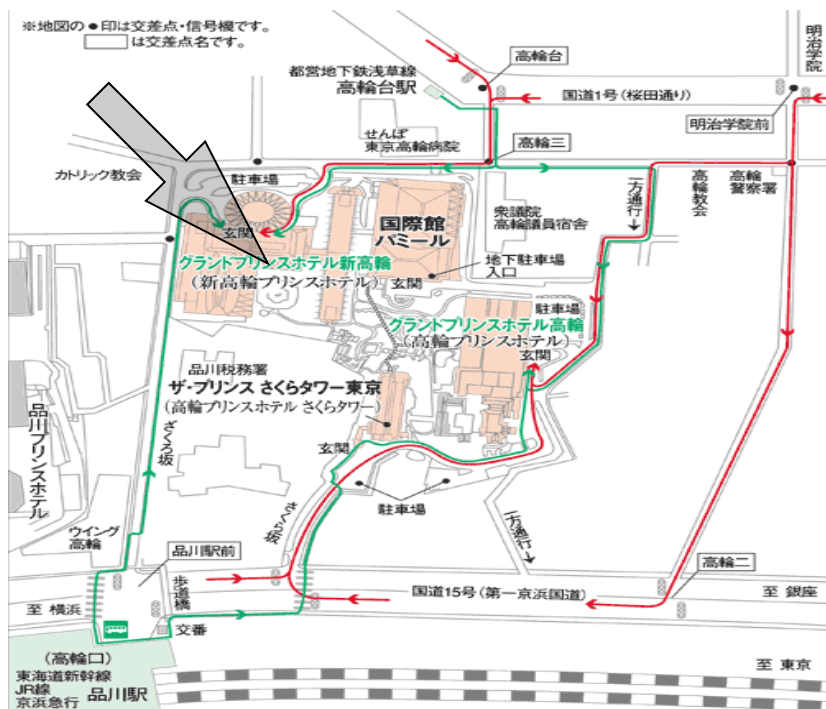 ※地図の●印は交差点・信号機です。
は交差点名です。
都営地下鉄浅草線
高輪台駅
高輪台
国道1号(桜田通り)
明治学院
明治学院前
せんぽ
東京高輪病院
高輪三
カトリック教会
駐車場
玄関
国際館
パミール
衆議院
高輪議員宿舎
一方通行
高輪教会
高輪
警察署
グランドプリンスホテル新高輪
(新高輪プリンスホテル)
玄関
地下駐車場
入口
駐車場
グランドプリンスホテル高輪
(高輪プリンスホテル)
玄関
品川税務署
ザ・プリンス さくらタワー東京
(高輪プリンスホテル さくらタワー)
玄関
品川プリンスホテル
ざくろ坂
さくら坂
駐車場
一方通行
ウイング
高輪
品川駅前
高輪二
歩道橋
国道15号(第一京浜国道)
至 銀座
至 横浜
交番
(高輪口)
東海道新幹線
JR線
京浜急行
品川駅
至 東京